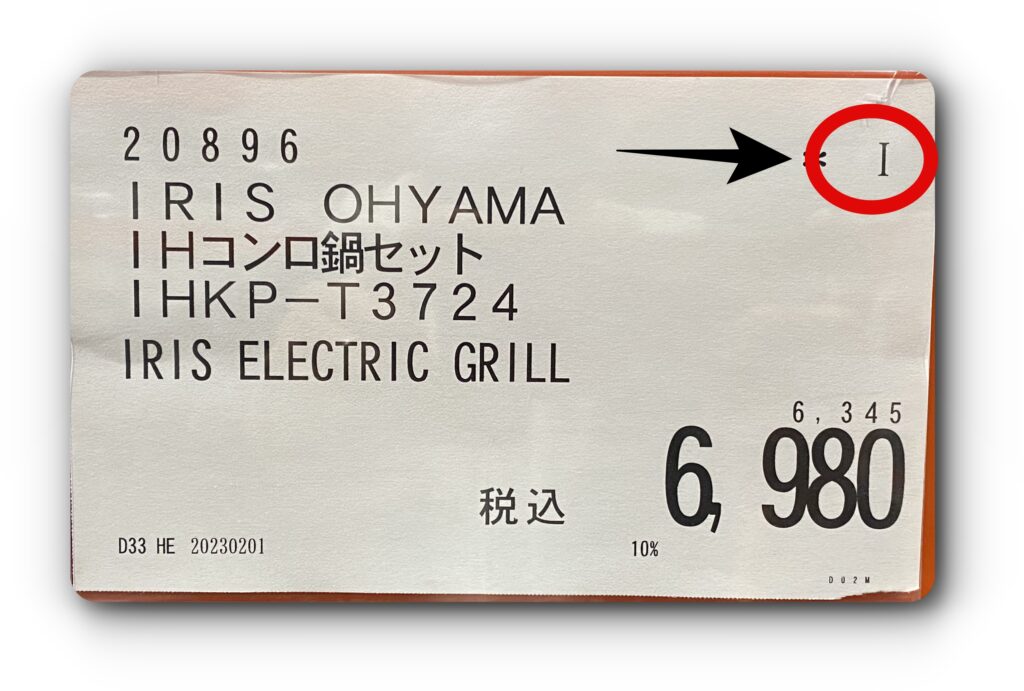 20896
* I
IRIS OHYAMA
IHコンロ鍋セット
IHKP-T3724
IRIS ELECTRIC GRILL
6,345
6,980
税込
D33 HE 20230201
10%
D02M